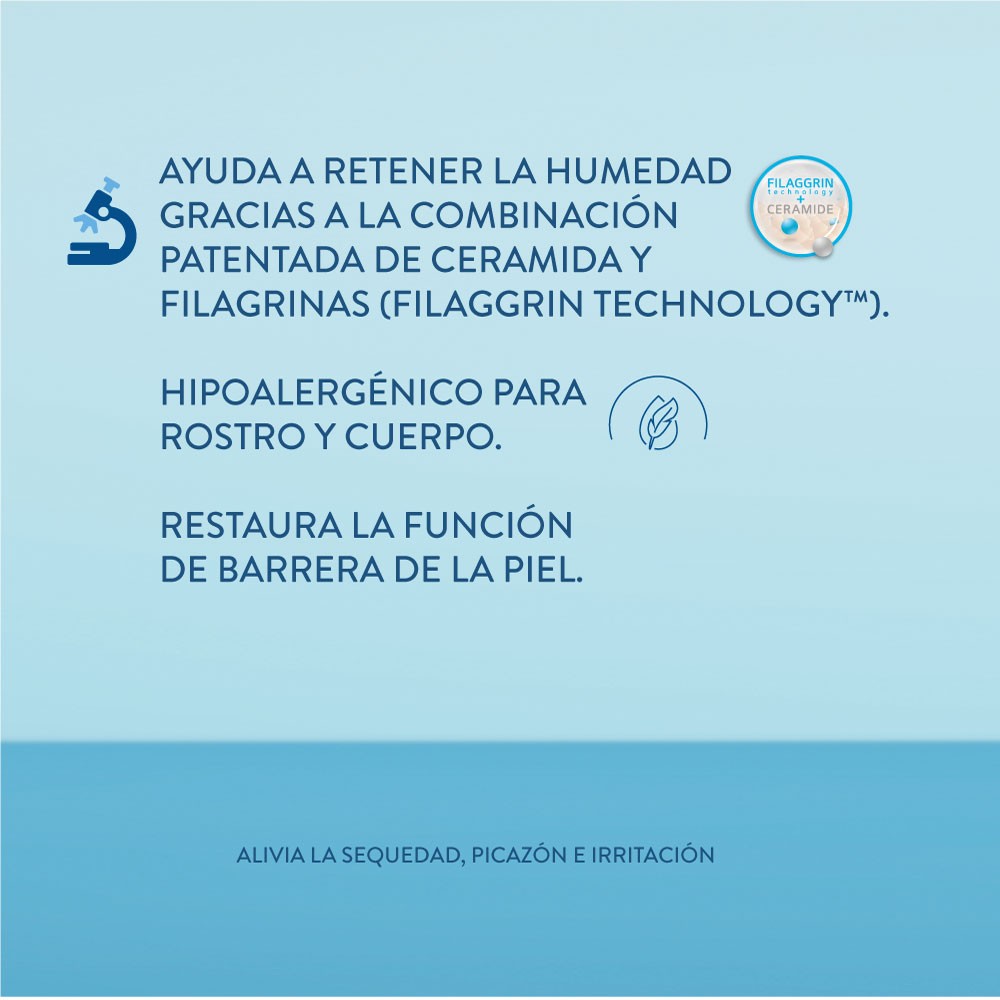 AYUDA A RETENER LA HUMEDAD
GRACIAS A LA COMBINACIÓN
PATENTADA DE CERAMIDA Y
FILAGRINAS (FILAGGRIN TECHNOLOGY™).
FILAGGRIN
technology
+
CERAMIDE
HIPOALERGÉNICO PARA
ROSTRO Y CUERPO.
RESTAURA LA FUNCIÓN
DE BARRERA DE LA PIEL.
ALIVIA LA SEQUEDAD, PICAZÓN E IRRITACIÓN